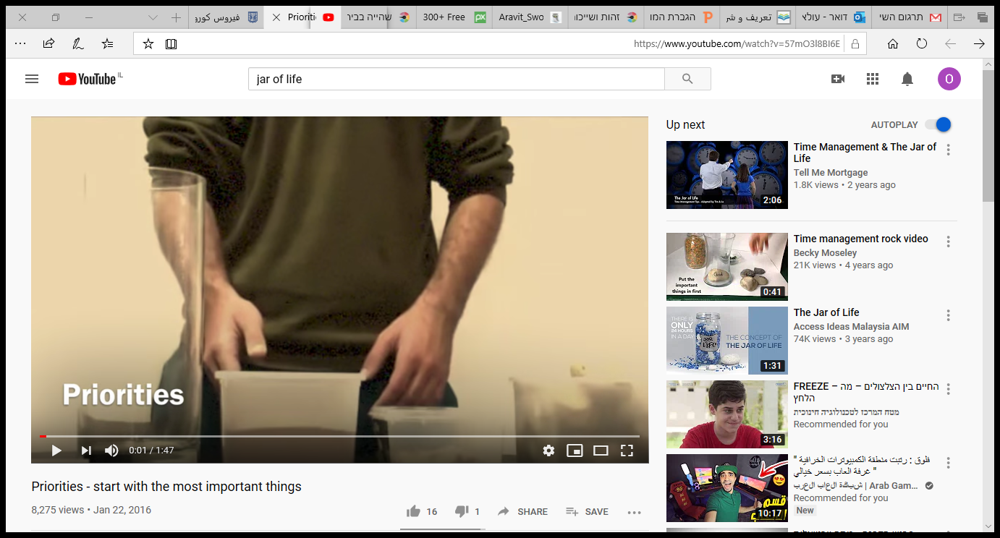 فيروس كورو
Prioriti
שהייה בביר
300+ Free
Aravit_Swo
זהות ושייכו
הגברת המו
تعريف و شر
דואר - עולצ
תרגום השי
https://www.youtube.com/watch?v=57mO3l8BI6E
YouTube IL
jar of life
O
Priorities
0:01 / 1:47
Priorities - start with the most important things
8,275 views • Jan 22, 2016
16
1
SHARE
SAVE
Up next
AUTOPLAY
The Jar of Life
2:06
Time Management & The Jar of
Life
Tell Me Mortgage
1.8K views • 2 years ago
God
Put the
important
things in first
0:41
Time management rock video
Becky Moseley
21K views • 4 years ago
THERE IS
ONLY
24 HOURS
IN A DAY
JAR
LIFE
THE CONCEPT OF
THE JAR OF LIFE
1:31
The Jar of Life
Access Ideas Malaysia AIM
74K views • 3 years ago
3:16
החיים בין הצלצולים – מה – FREEZE
הלחץ
מטח המרכז לטכנולוגיה חינוכית
Recommended for you
قسم
10:17
فلوق : رتبت منطقة الكمبيوترات الخرافية "
غرفة العاب بسعر خيالي "
شبكة العاب العرب | Arab Gam...
Recommended for you
New